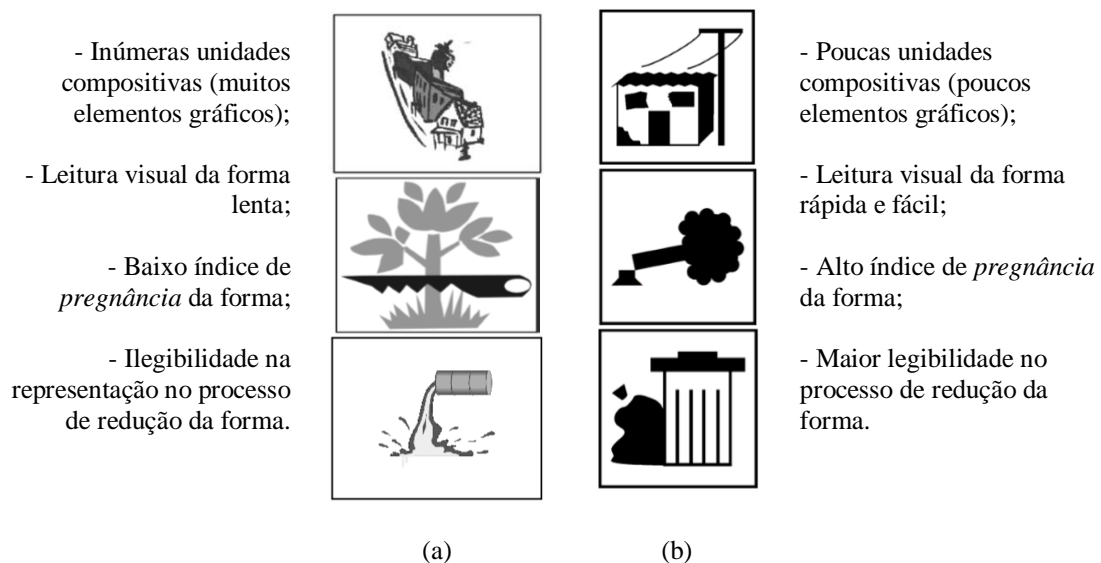 - Inúmeras unidades
compositivas (muitos
elementos gráficos);
- Leitura visual da forma
lenta;
- Baixo índice de
pregnância da forma;
- Ilegibilidade na
representação no processo
de redução da forma.
- Poucas unidades
compositivas (poucos
elementos gráficos);
- Leitura visual da forma
rápida e fácil;
- Alto índice de pregnância
da forma;
- Maior legibilidade no
processo de redução da
forma.
(a)
(b)